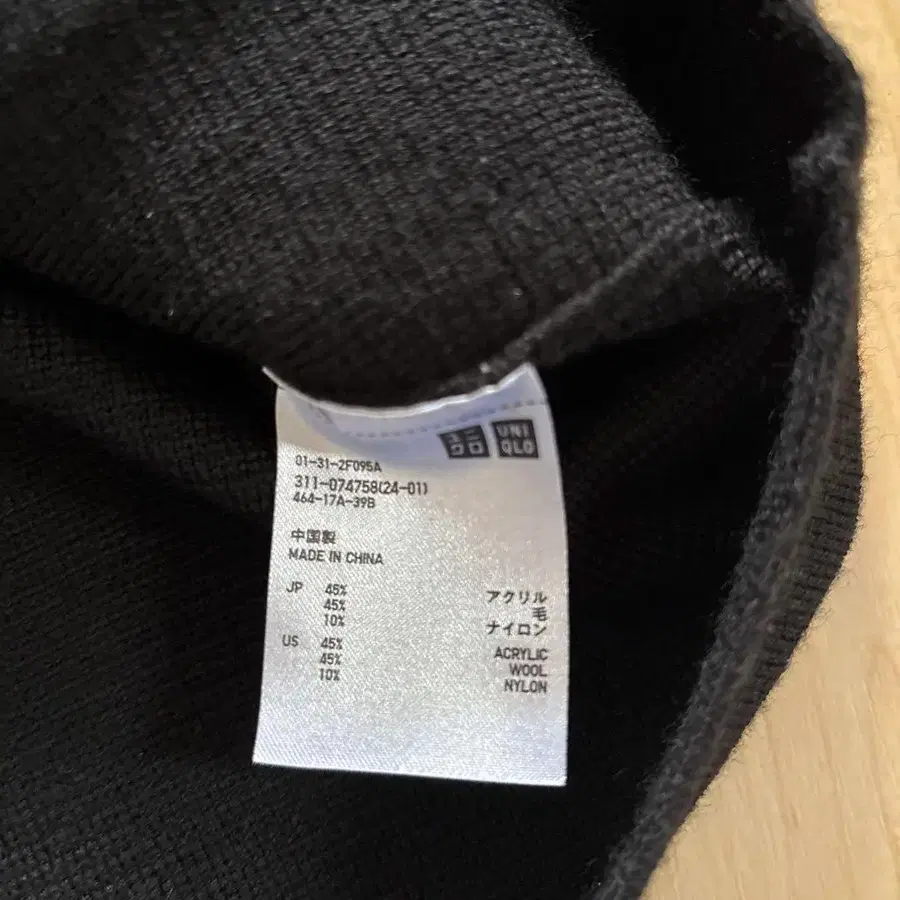 ユニ UNI
クロ QLO
01-31-2F095A
311-074758(24-01)
464-17A-39B
中国製
MADE IN CHINA
JP 45% アクリル
45% 毛
10% ナイロン
US 45% ACRYLIC
45% WOOL
10% NYLON